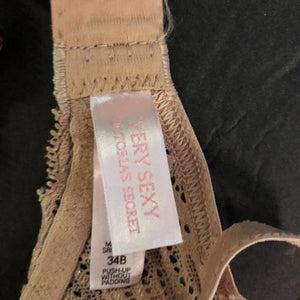 VERY SEXY
VICTORIA'S SECRET
34B
PUSH-UP
WITHOUT
PADDING